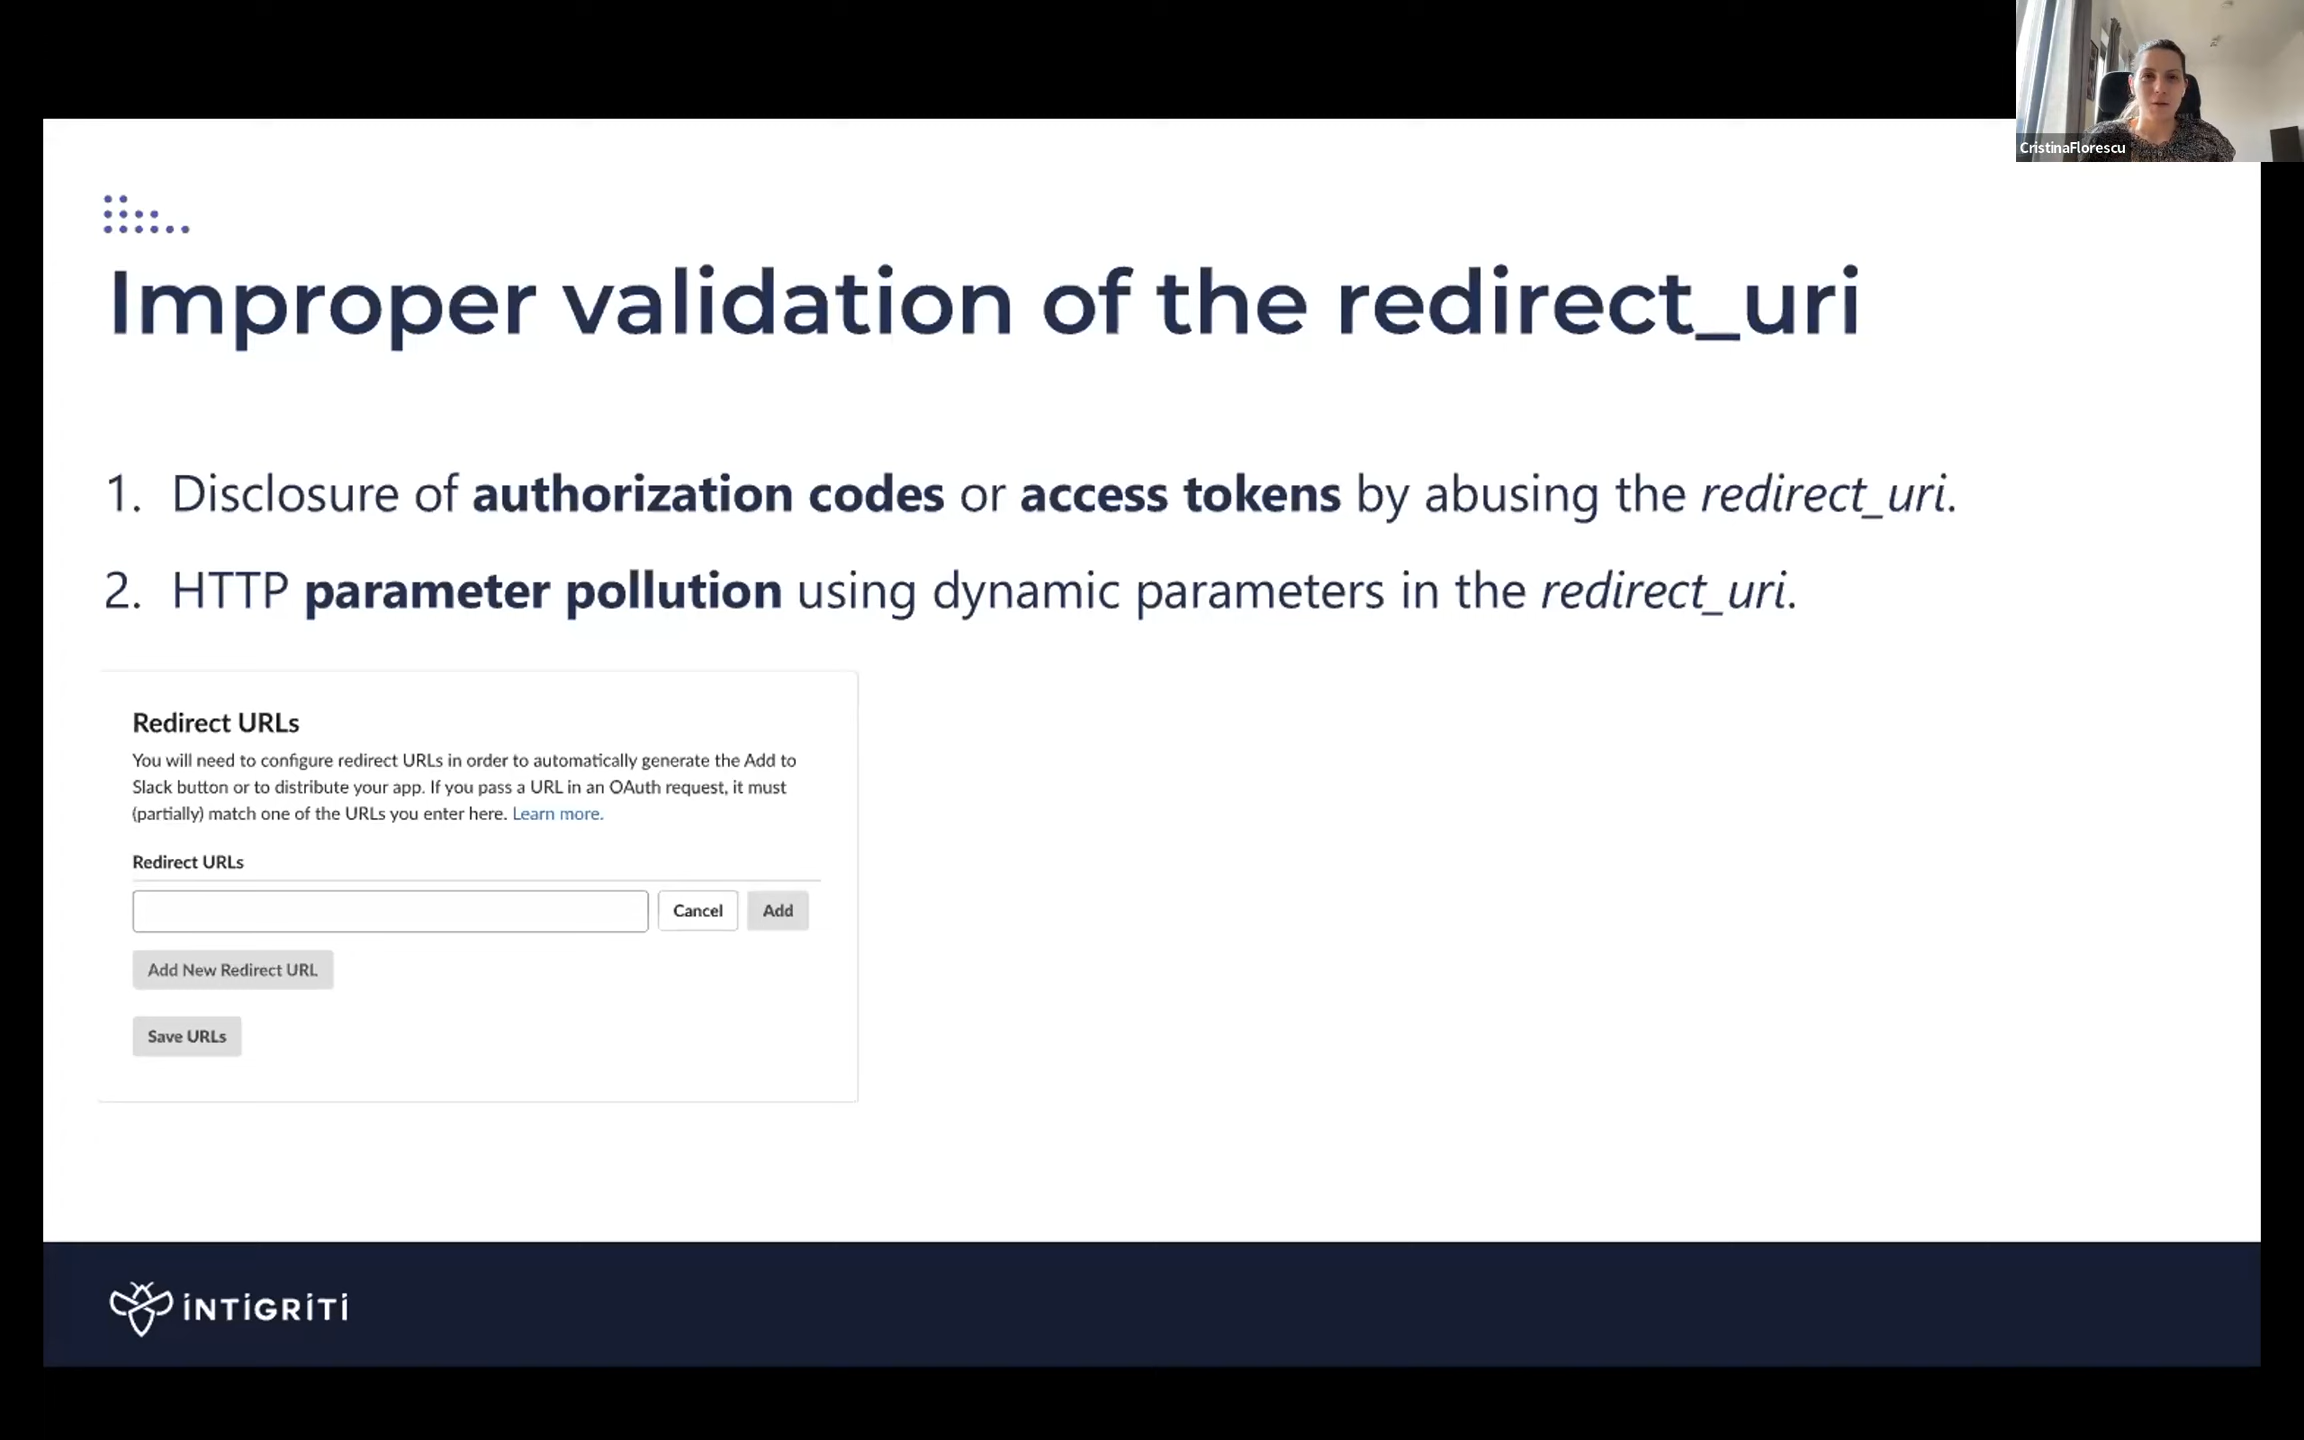 CristinaFlorescu
Improper validation of the redirect_uri
1. Disclosure of authorization codes or access tokens by abusing the redirect_uri.
2. HTTP parameter pollution using dynamic parameters in the redirect_uri.
Redirect URLs
You will need to configure redirect URLs in order to automatically generate the Add to
Slack button or to distribute your app. If you pass a URL in an OAuth request, it must
(partially) match one of the URLs you enter here. Learn more.
Redirect URLs
Cancel Add
Add New Redirect URL
Save URLs
INTIGRITI